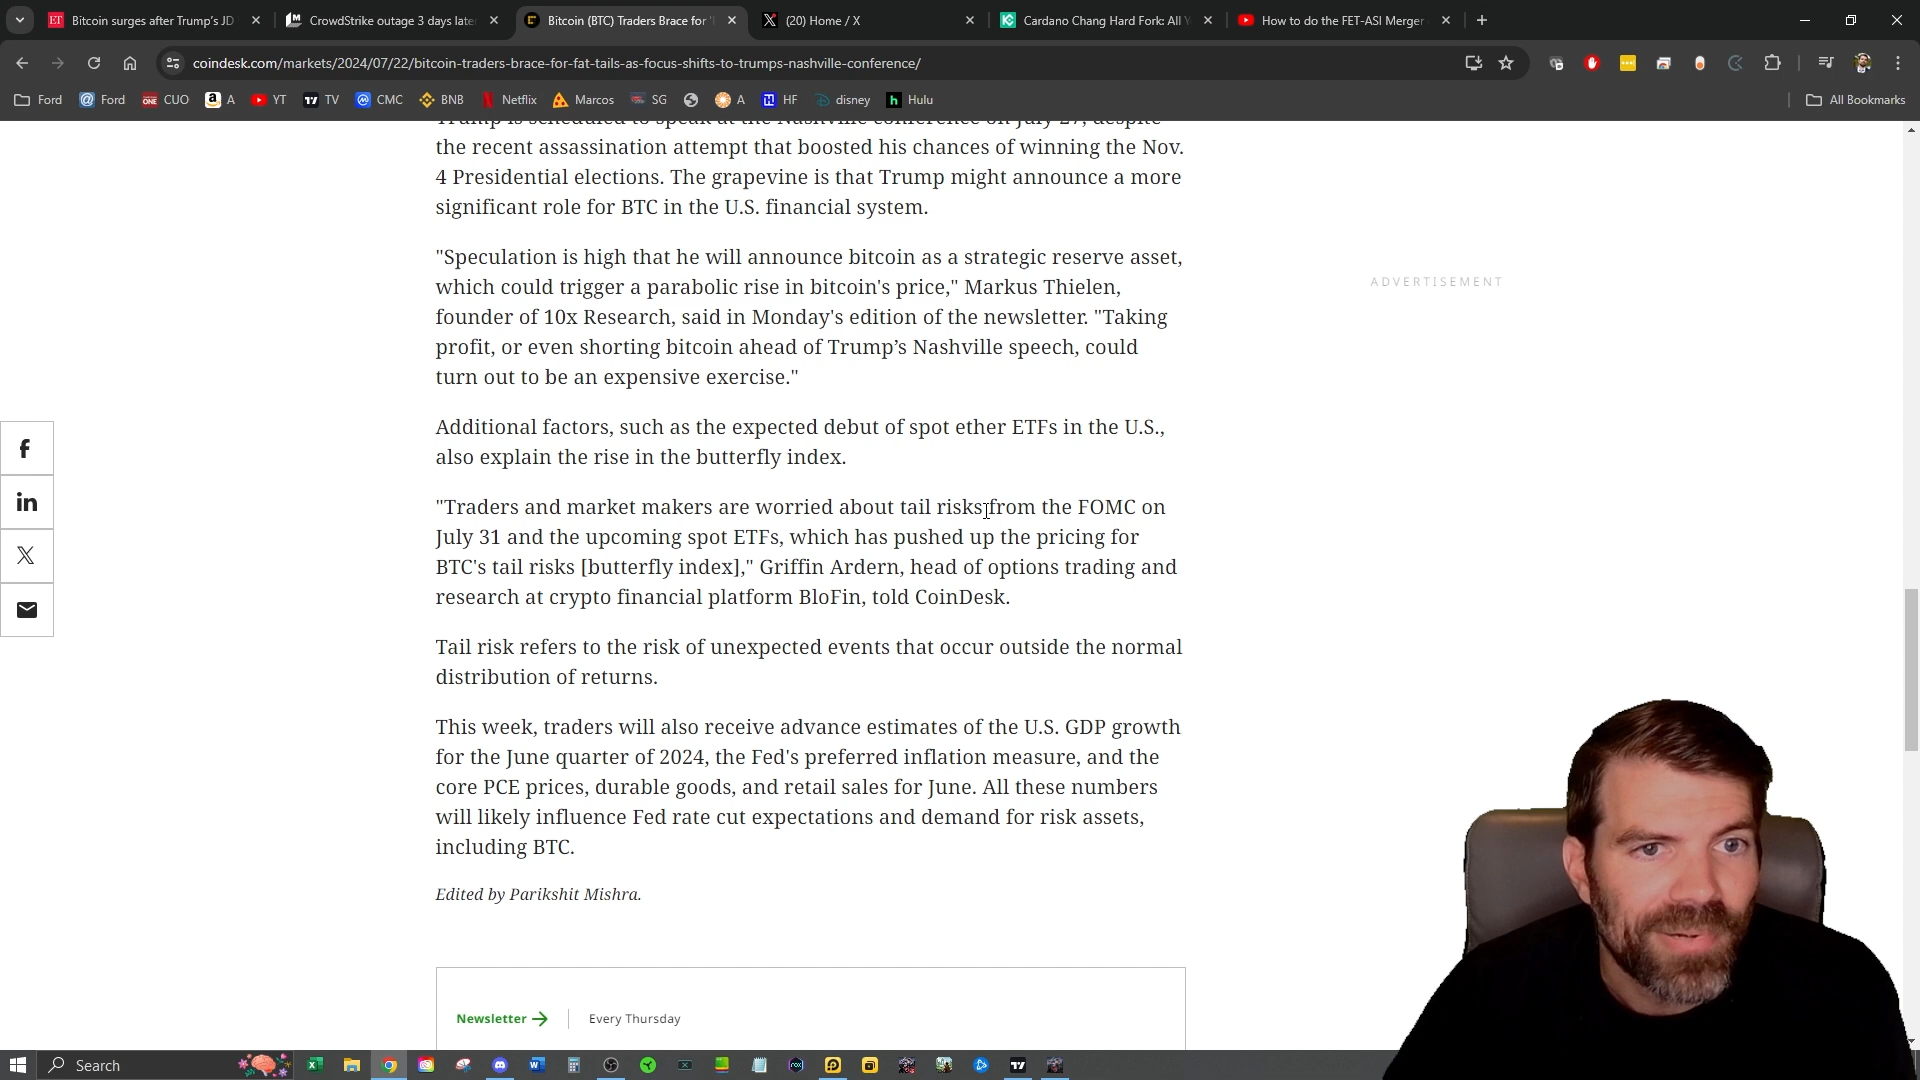 Bitcoin surges after Trump's JD
CrowdStrike outage 3 days later
Bitcoin (BTC) Traders Brace for '
(20) Home / X
Cardano Chang Hard Fork: All Y
How to do the FET-ASI Merger
coindesk.com/markets/2024/07/22/bitcoin-traders-brace-for-fat-tails-as-focus-shifts-to-trumps-nashville-conference/
Ford Ford CUO A YT TV CMC BNB Netflix Marcos SG A HF disney Hulu All Bookmarks
Trump is scheduled to speak at the Nashville conference on July 27, despite
the recent assassination attempt that boosted his chances of winning the Nov.
4 Presidential elections. The grapevine is that Trump might announce a more
significant role for BTC in the U.S. financial system.
"Speculation is high that he will announce bitcoin as a strategic reserve asset,
which could trigger a parabolic rise in bitcoin's price," Markus Thielen,
founder of 10x Research, said in Monday's edition of the newsletter. "Taking
profit, or even shorting bitcoin ahead of Trump’s Nashville speech, could
turn out to be an expensive exercise."
ADVERTISEMENT
Additional factors, such as the expected debut of spot ether ETFs in the U.S.,
also explain the rise in the butterfly index.
"Traders and market makers are worried about tail risks from the FOMC on
July 31 and the upcoming spot ETFs, which has pushed up the pricing for
BTC's tail risks [butterfly index]," Griffin Ardern, head of options trading and
research at crypto financial platform BloFin, told CoinDesk.
Tail risk refers to the risk of unexpected events that occur outside the normal
distribution of returns.
This week, traders will also receive advance estimates of the U.S. GDP growth
for the June quarter of 2024, the Fed's preferred inflation measure, and the
core PCE prices, durable goods, and retail sales for June. All these numbers
will likely influence Fed rate cut expectations and demand for risk assets,
including BTC.
Edited by Parikshit Mishra.
Newsletter
Every Thursday
Search